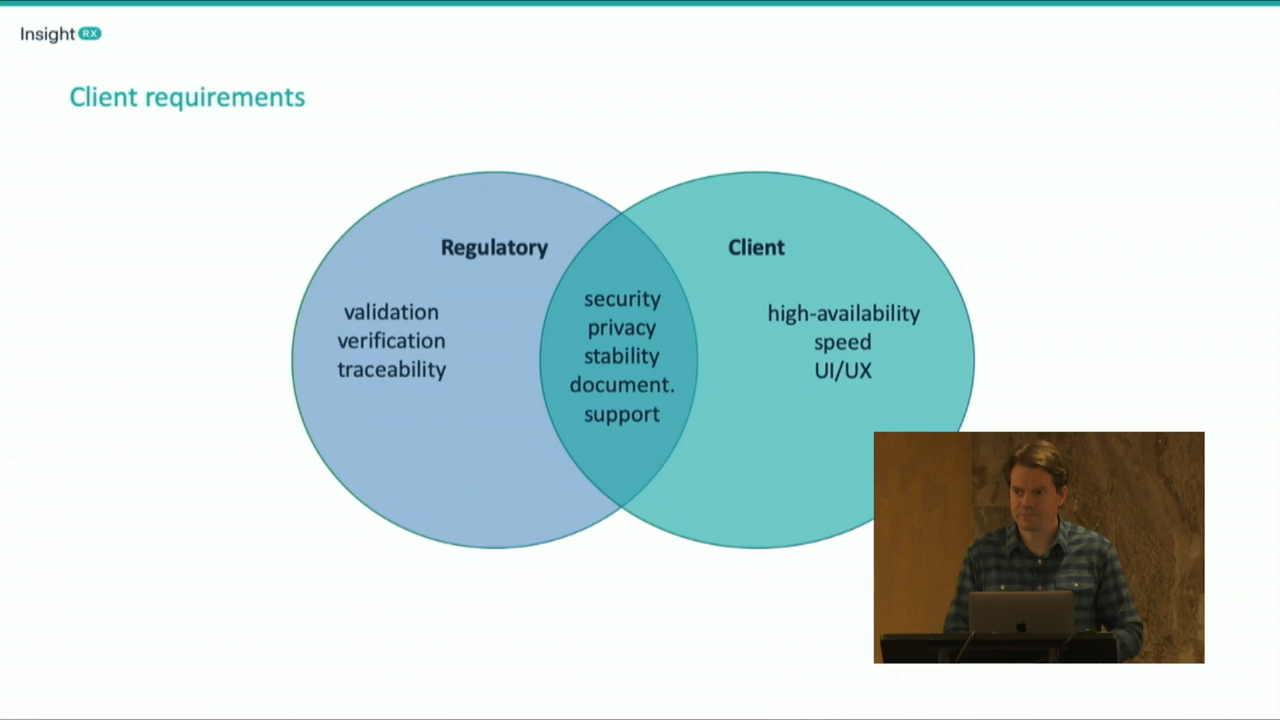 Insight RX
Client requirements
Regulatory
validation
verification
traceability
security
privacy
stability
document.
support
Client
high-availability
speed
UI/UX